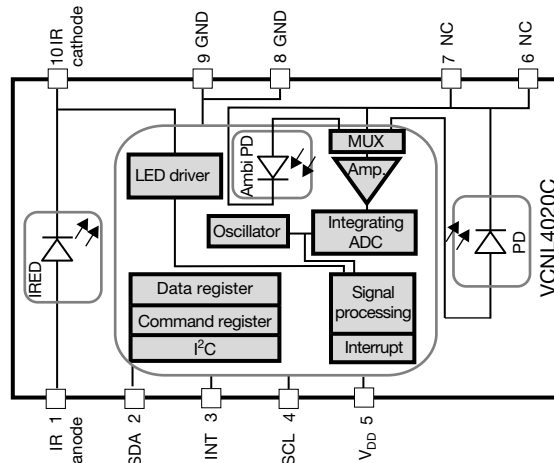 10 IR
cathode
9 GND
8 GND
7 NC
6 NC
MUX
Ambi PD
LED driver
Amp.
Oscillator
Integrating
ADC
IRED
PD
VCNL4020C
Data register
Signal
processing
Command register
I²C
Interrupt
IR 1
anode
SDA 2
INT 3
SCL 4
VDD 5